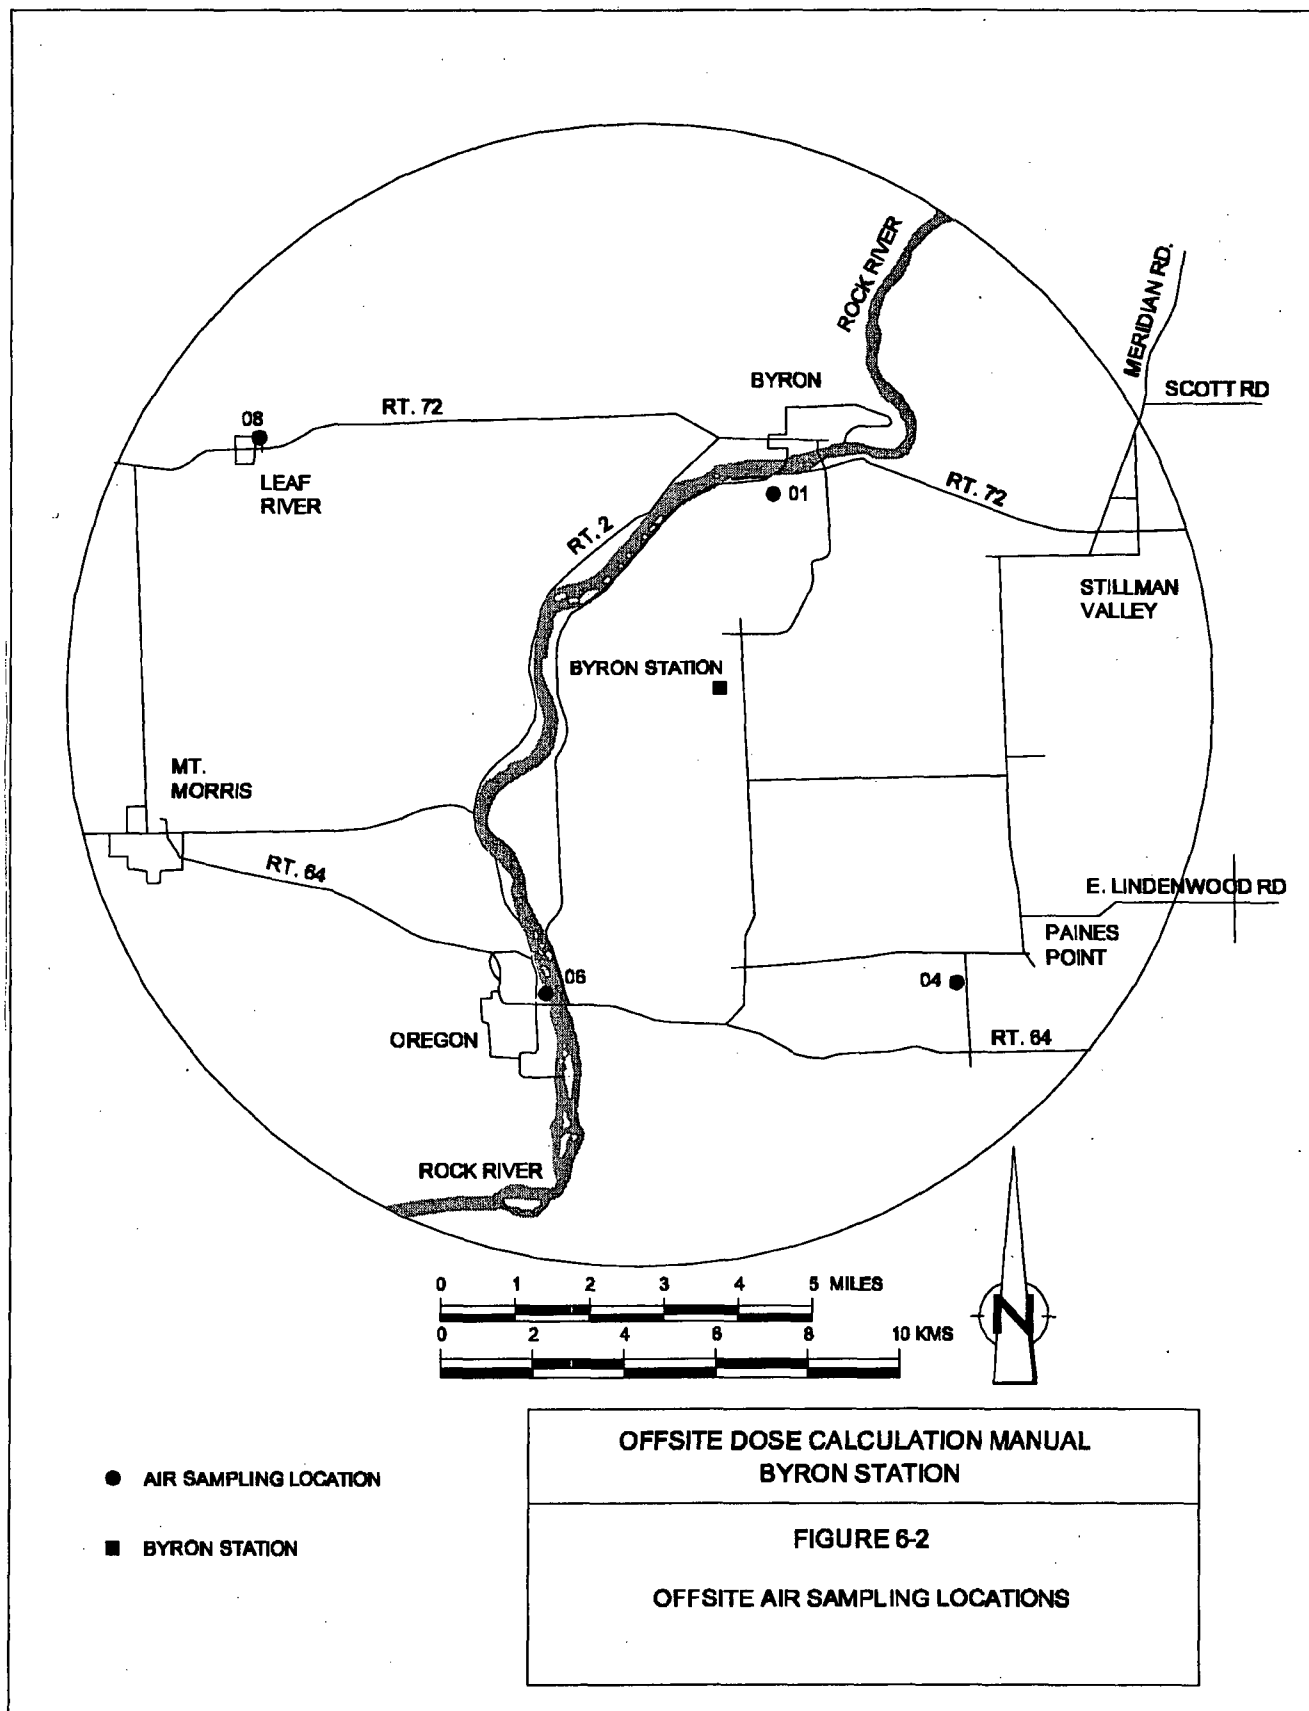 ROCK RIVER
MERIDIAN RD.
SCOTT RD
BYRON
RT. 72
08
LEAF
RIVER
01
RT. 72
RT. 2
STILLMAN
VALLEY
BYRON STATION
MT.
MORRIS
RT. 64
E. LINDENWOOD RD
PAINES
POINT
06
04
OREGON
RT. 64
ROCK RIVER
0 1 2 3 4 5 MILES
0 2 4 6 8 10 KMS
N
OFFSITE DOSE CALCULATION MANUAL
BYRON STATION
FIGURE 6-2
OFFSITE AIR SAMPLING LOCATIONS
AIR SAMPLING LOCATION
BYRON STATION